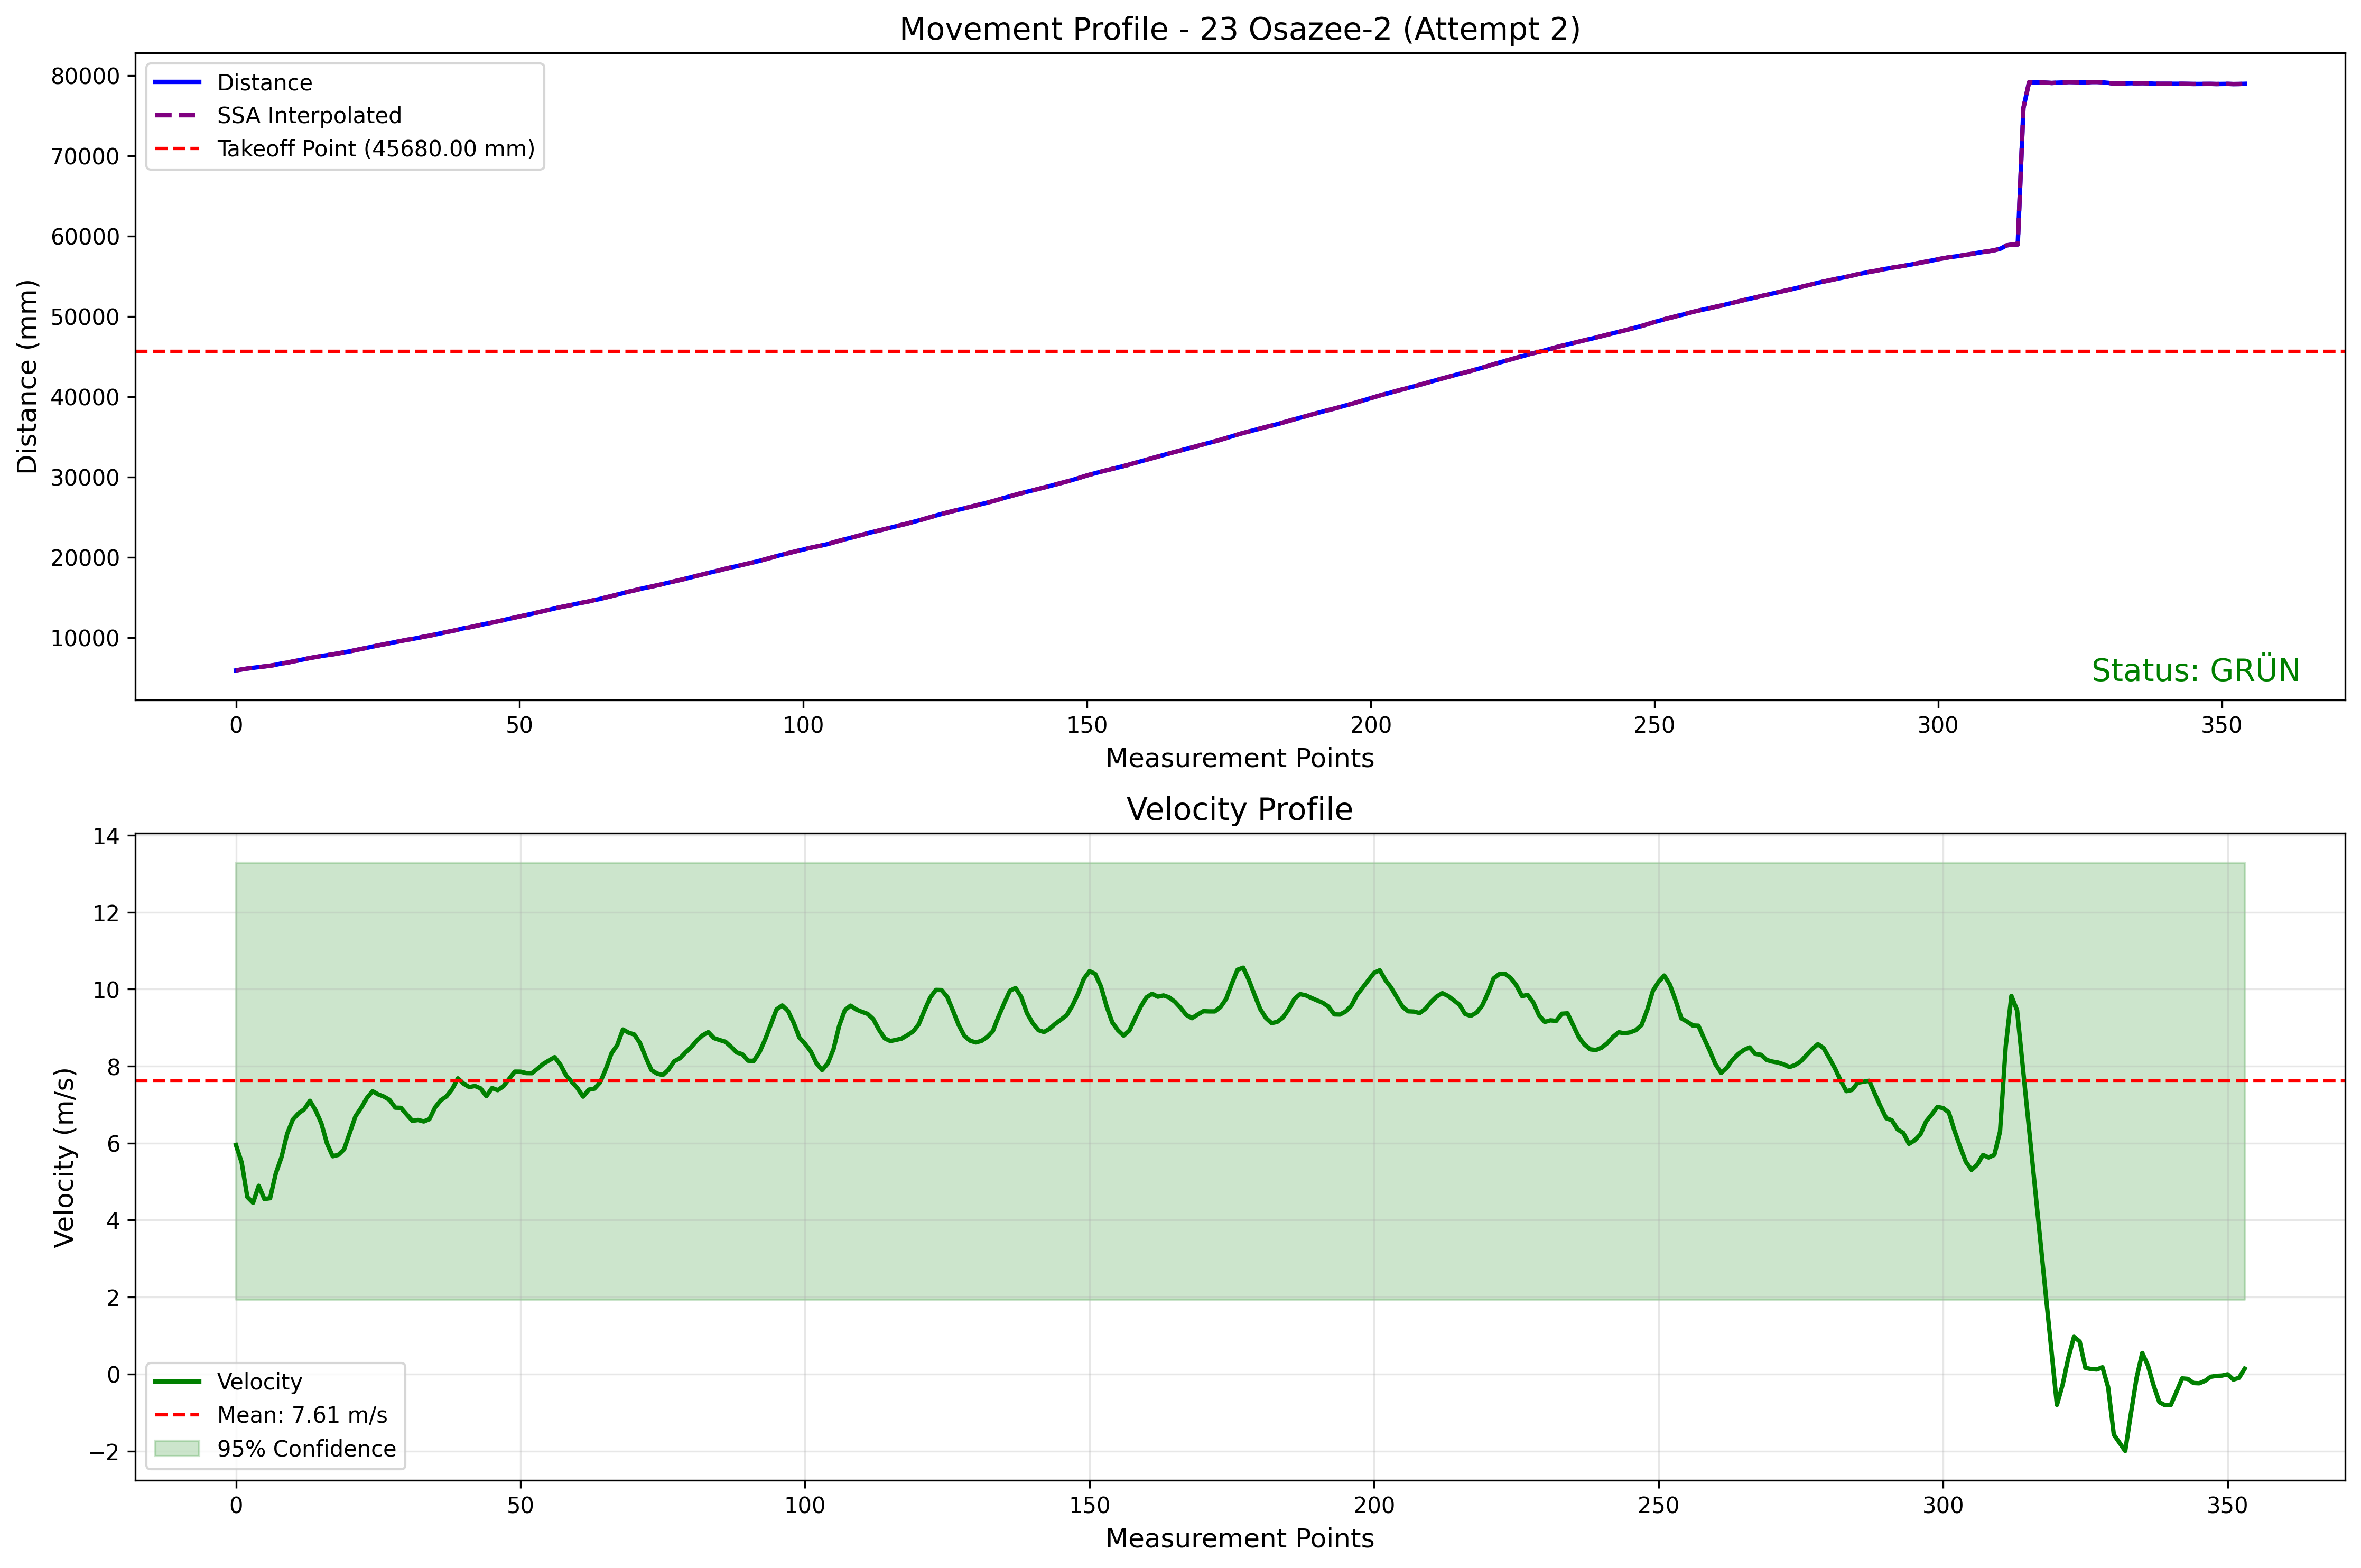 Movement Profile - 23 Osazee-2 (Attempt 2)
Distance
SSA Interpolated
Takeoff Point (45680.00 mm)
Distance (mm)
80000
70000
60000
50000
40000
30000
20000
10000
Status: GRÜN
0 50 100 150 200 250 300 350
Measurement Points
Velocity Profile
Velocity (m/s)
14
12
10
8
6
4
2
0
−2
Velocity
Mean: 7.61 m/s
95% Confidence
0 50 100 150 200 250 300 350
Measurement Points